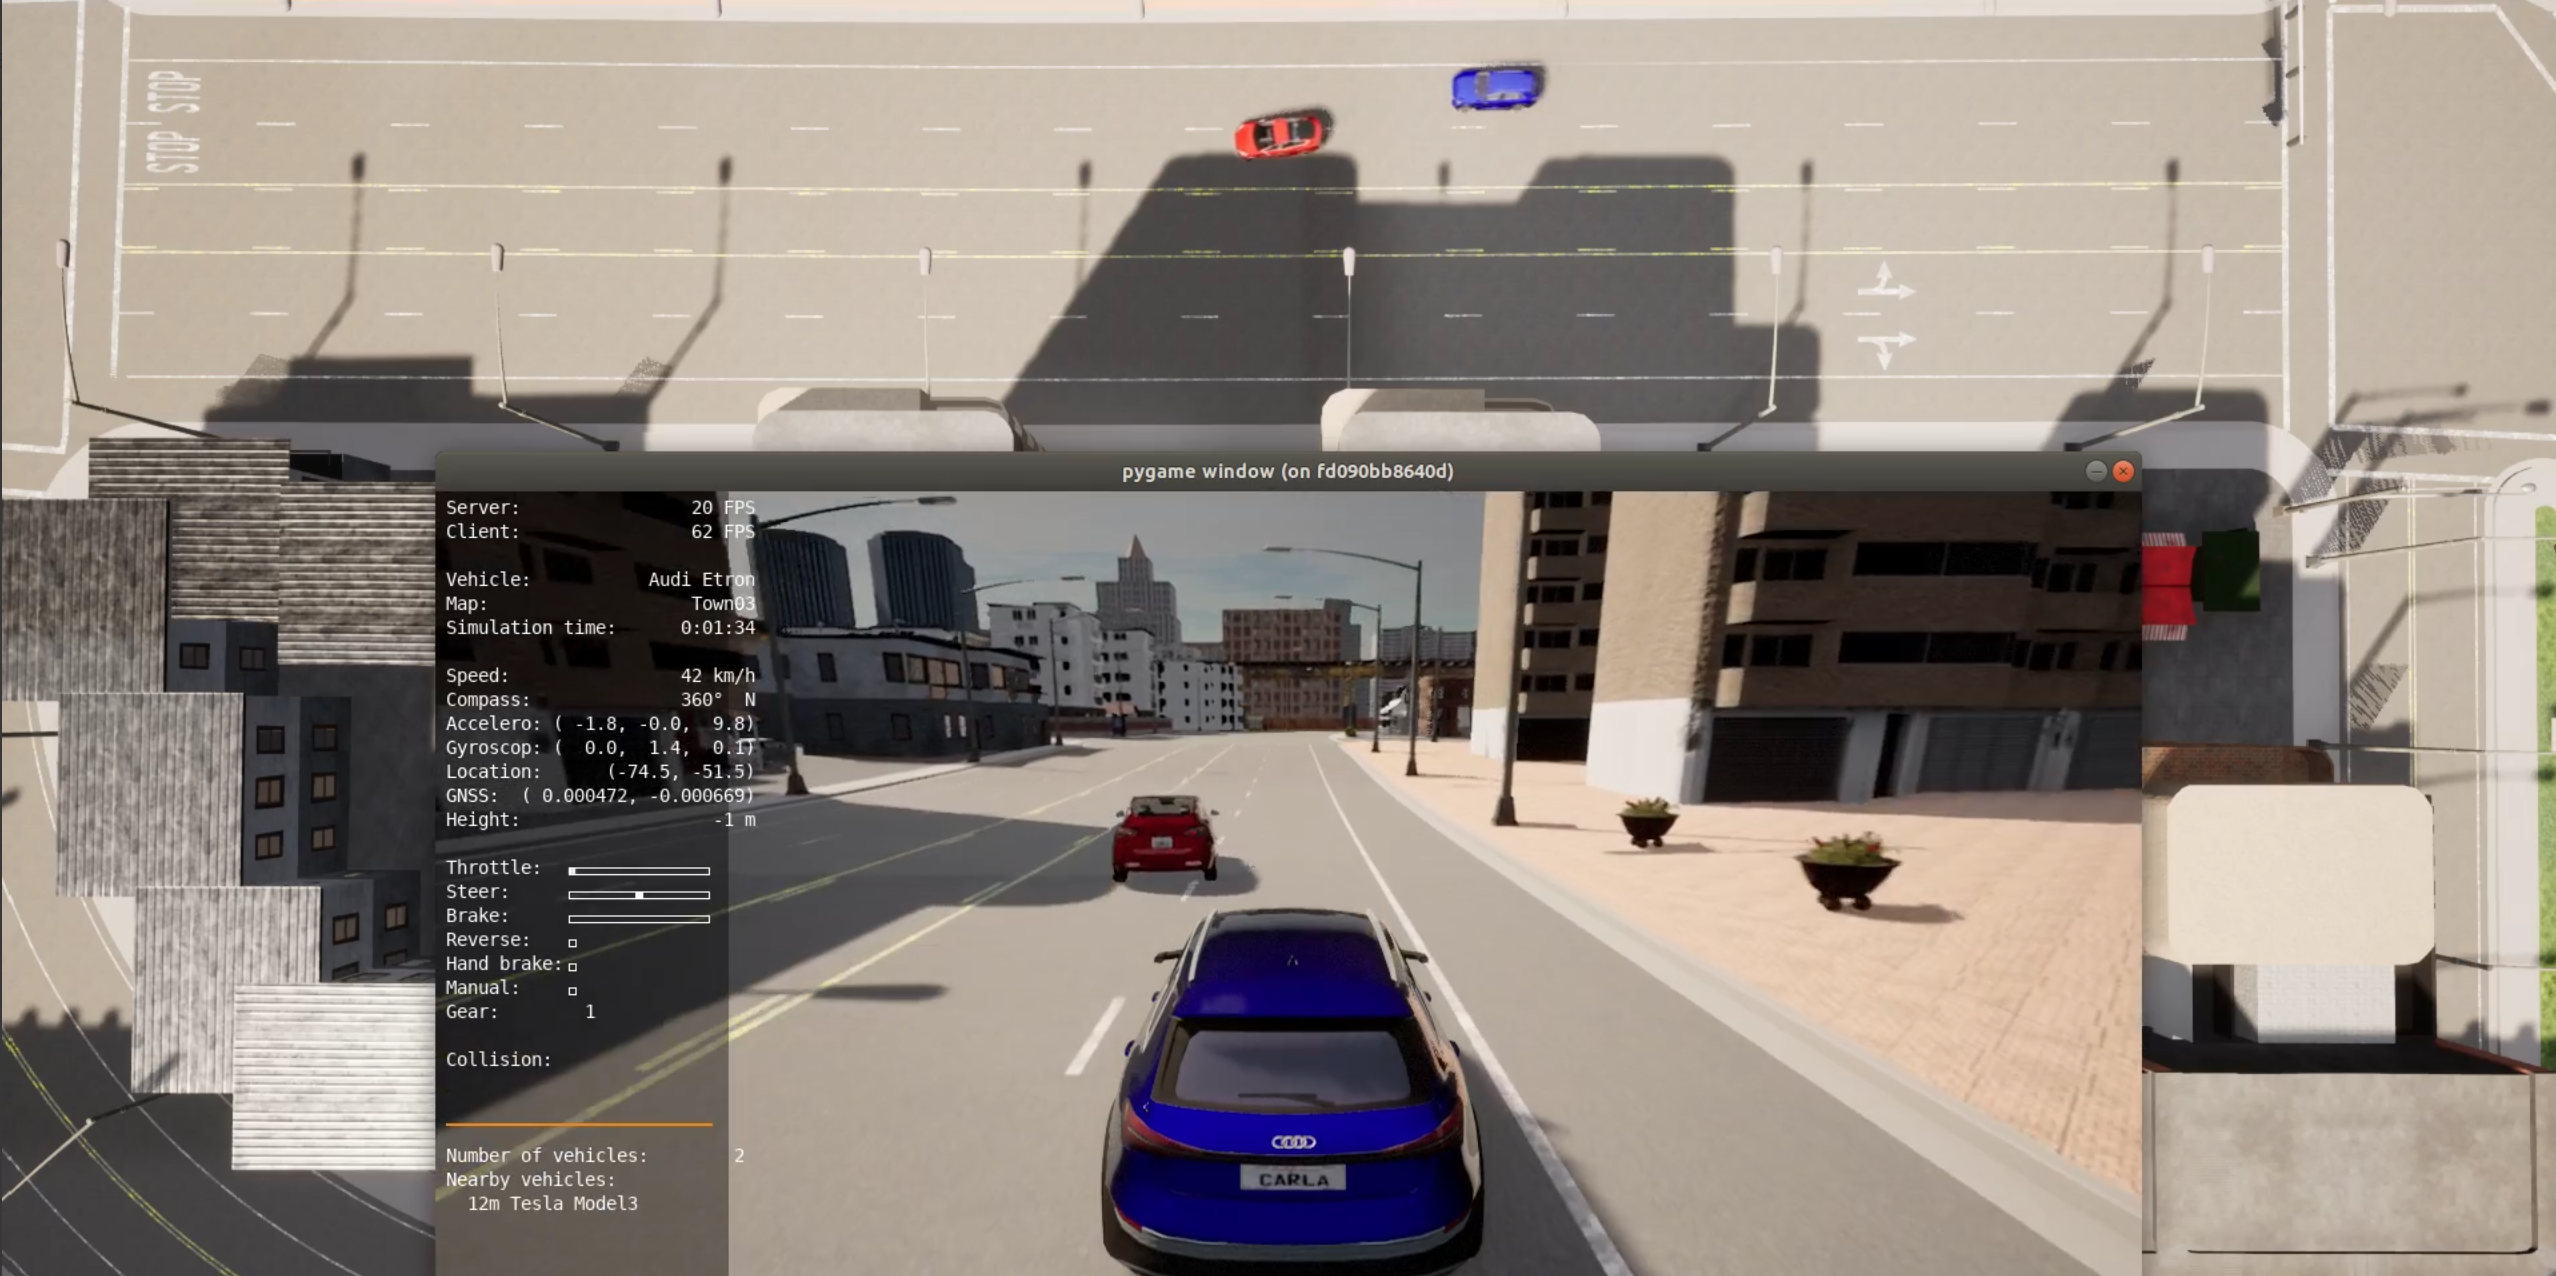 STOP STOP
pygame window (on fd090bb8640d)
Server: 20 FPS
Client: 62 FPS
Vehicle: Audi Etron
Map: Town03
Simulation time: 0:01:34
Speed: 42 km/h
Compass: 360° N
Accelero: ( -1.8, -0.0, 9.8)
Gyroscop: ( 0.0, 1.4, 0.1)
Location: (-74.5, -51.5)
GNSS: ( 0.000472, -0.000669)
Height: -1 m
Throttle:
Steer:
Brake:
Reverse:
Hand brake:
Manual:
Gear: 1
Collision:
Number of vehicles: 2
Nearby vehicles:
12m Tesla Model3
CARLA